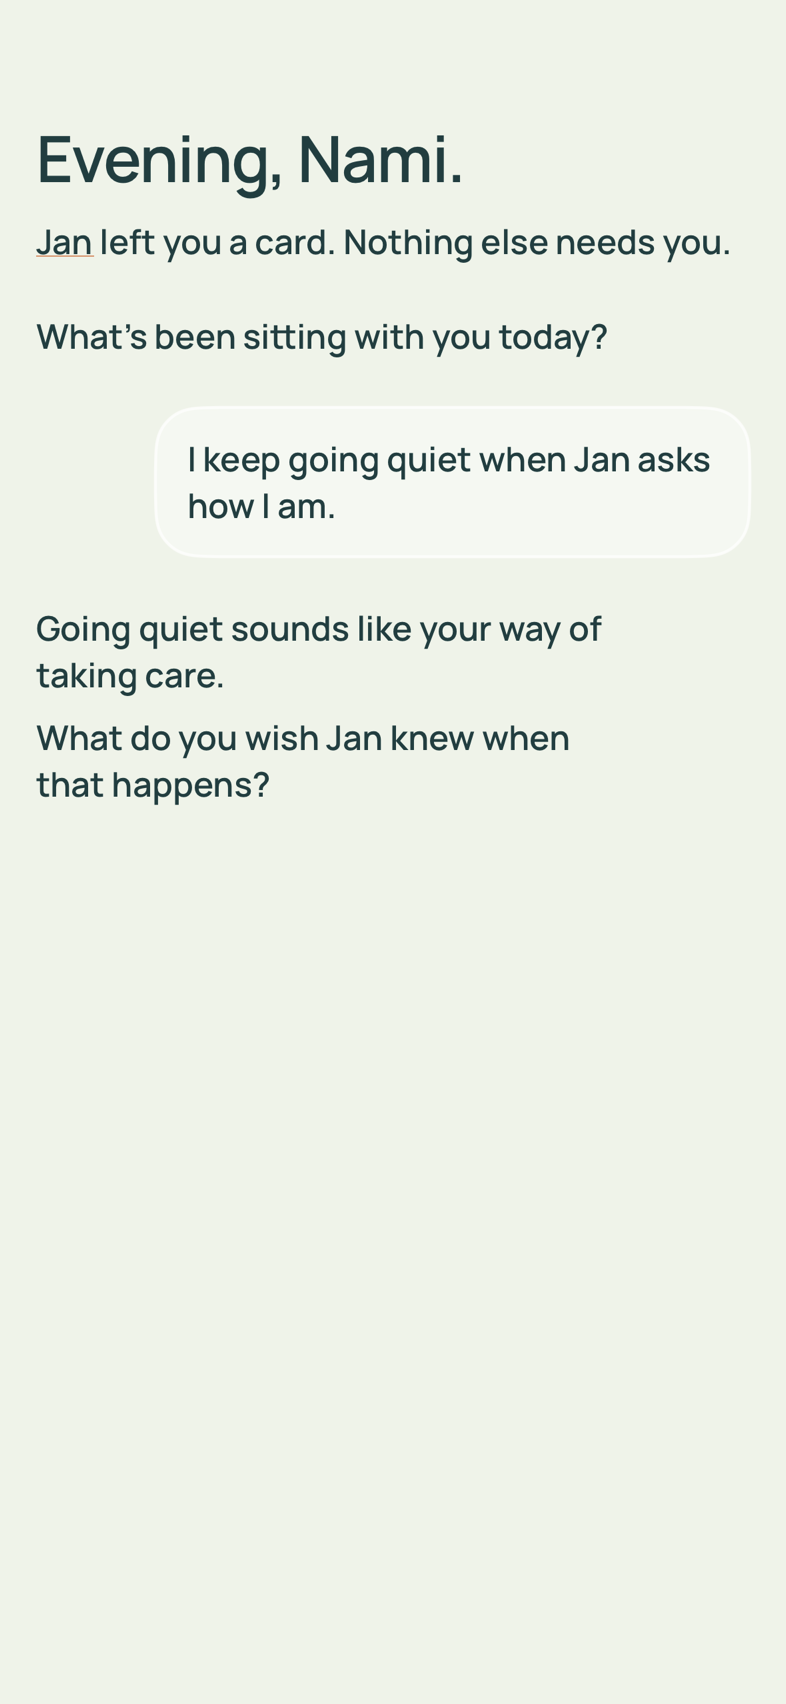 Evening, Nami.
Jan left you a card. Nothing else needs you.
What’s been sitting with you today?
I keep going quiet when Jan asks
how I am.
Going quiet sounds like your way of
taking care.
What do you wish Jan knew when
that happens?